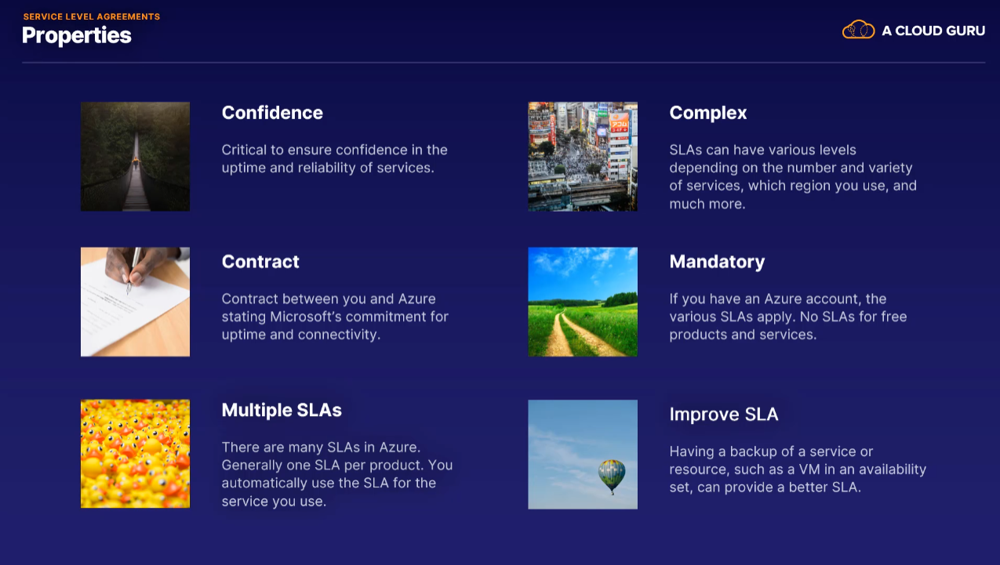 SERVICE LEVEL AGREEMENTS
Properties
A CLOUD GURU
Confidence
Critical to ensure confidence in the
uptime and reliability of services.
Complex
SLAs can have various levels
depending on the number and variety
of services, which region you use, and
much more.
Contract
Contract between you and Azure
stating Microsoft's commitment for
uptime and connectivity.
Mandatory
If you have an Azure account, the
various SLAs apply. No SLAs for free
products and services.
Multiple SLAs
There are many SLAs in Azure.
Generally one SLA per product. You
automatically use the SLA for the
service you use.
Improve SLA
Having a backup of a service or
resource, such as a VM in an availability
set, can provide a better SLA.